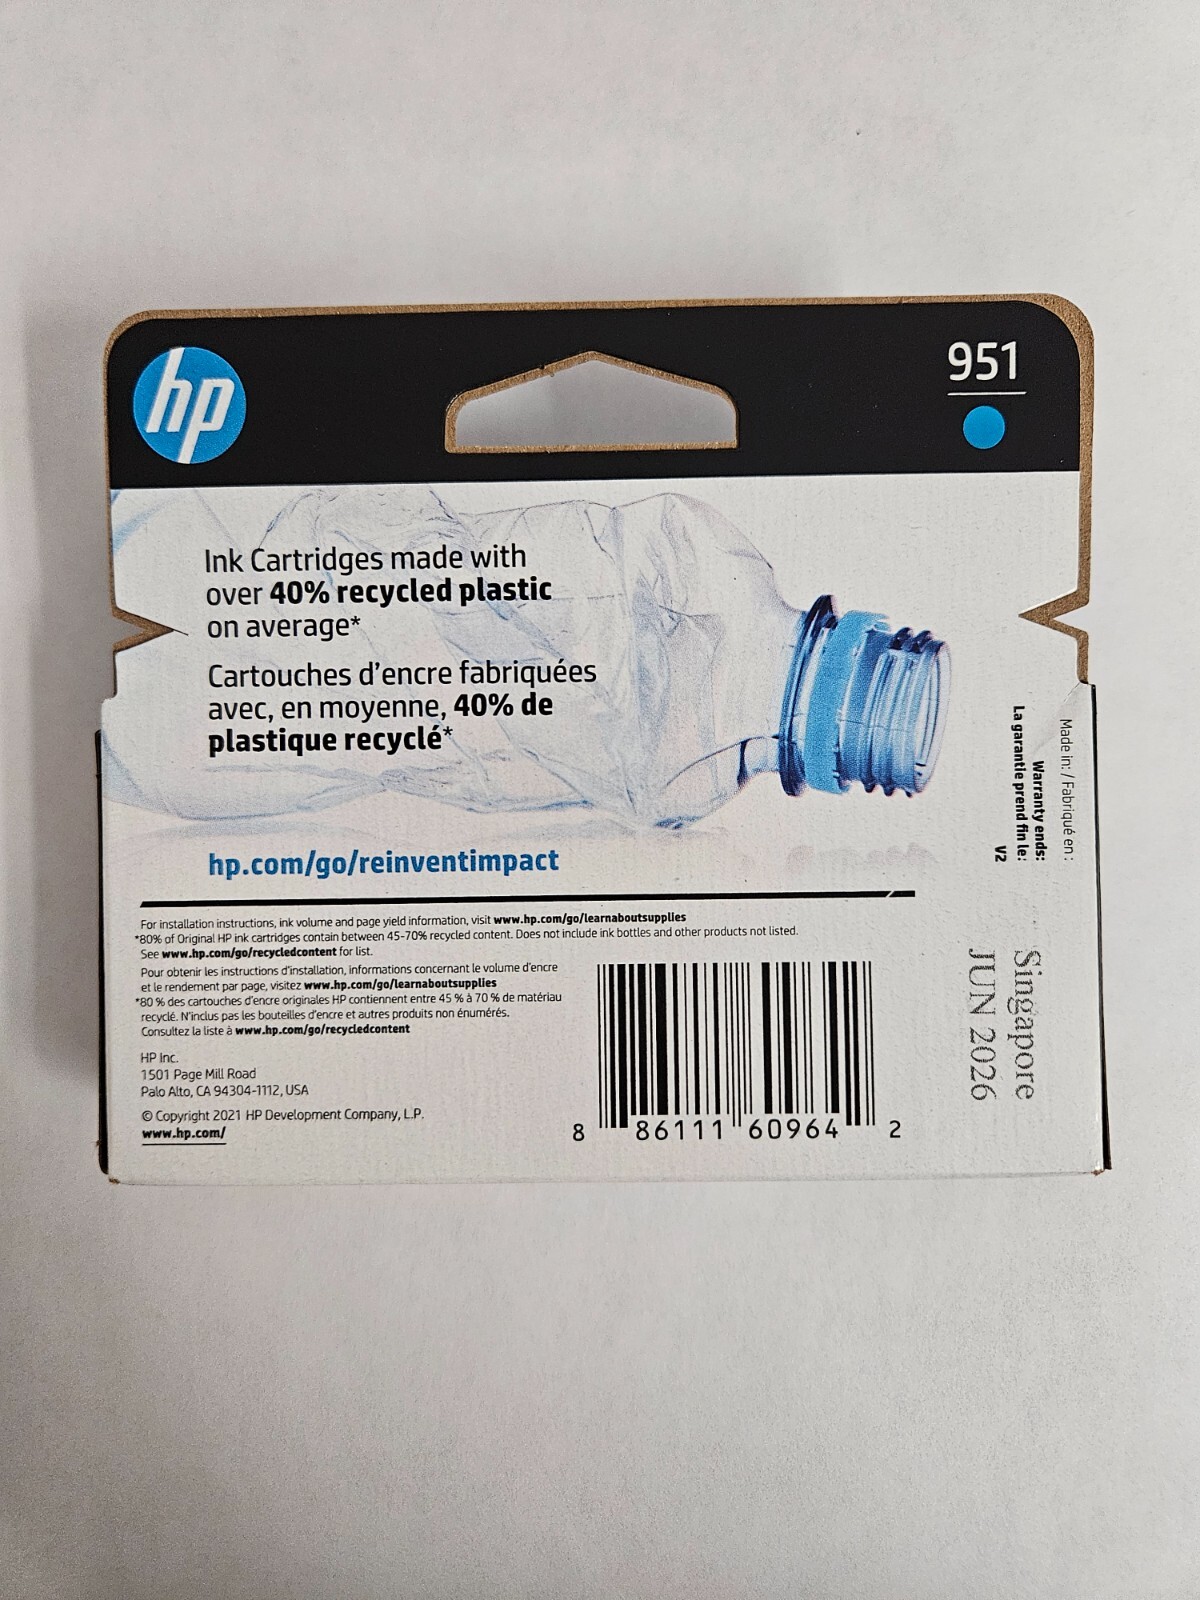 hp
951
Ink Cartridges made with
over 40% recycled plastic
on average*
Cartouches d'encre fabriquées
avec, en moyenne, 40% de
plastique recyclé*
hp.com/go/reinventimpact
For installation instructions, ink volume and page yield information, visit www.hp.com/go/learnaboutsupplies
*80% of Original HP ink cartridges contain between 45-70% recycled content. Does not include ink bottles and other products not listed.
See www.hp.com/go/recycledcontent for list.
Pour obtenir les instructions d'installation, informations concernant le volume d'encre
et le rendement par page, visitez www.hp.com/go/learnaboutsupplies
*80 % des cartouches d'encre originales HP contiennent entre 45 % à 70 % de matériau
recyclé. N'inclus pas les bouteilles d'encre et autres produits non énumérés.
Consultez la liste à www.hp.com/go/recycledcontent
HP Inc.
1501 Page Mill Road
Palo Alto, CA 94304-1112, USA
© Copyright 2021 HP Development Company, L.P.
www.hp.com/
8 86111 60964 2
Made in: / Fabriqué en :
Warranty ends:
La garantie prend fin le:
V2
Singapore
JUN 2026